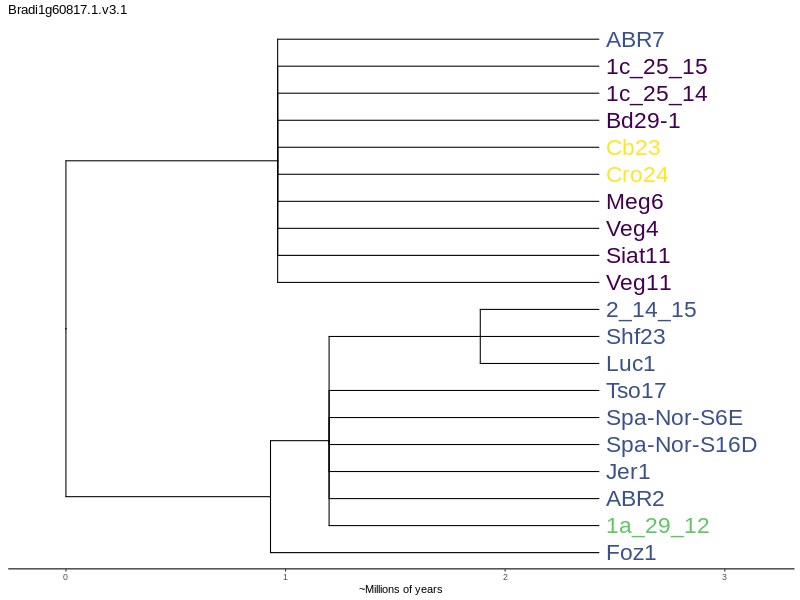 Bradi1g60817.1.v3.1
ABR7
1c_25_15
1c_25_14
Bd29-1
Cb23
Cro24
Meg6
Veg4
Siat11
Veg11
2_14_15
Shf23
Luc1
Tso17
Spa-Nor-S6E
Spa-Nor-S16D
Jer1
ABR2
1a_29_12
Foz1
0 1 2 3
~Millions of years